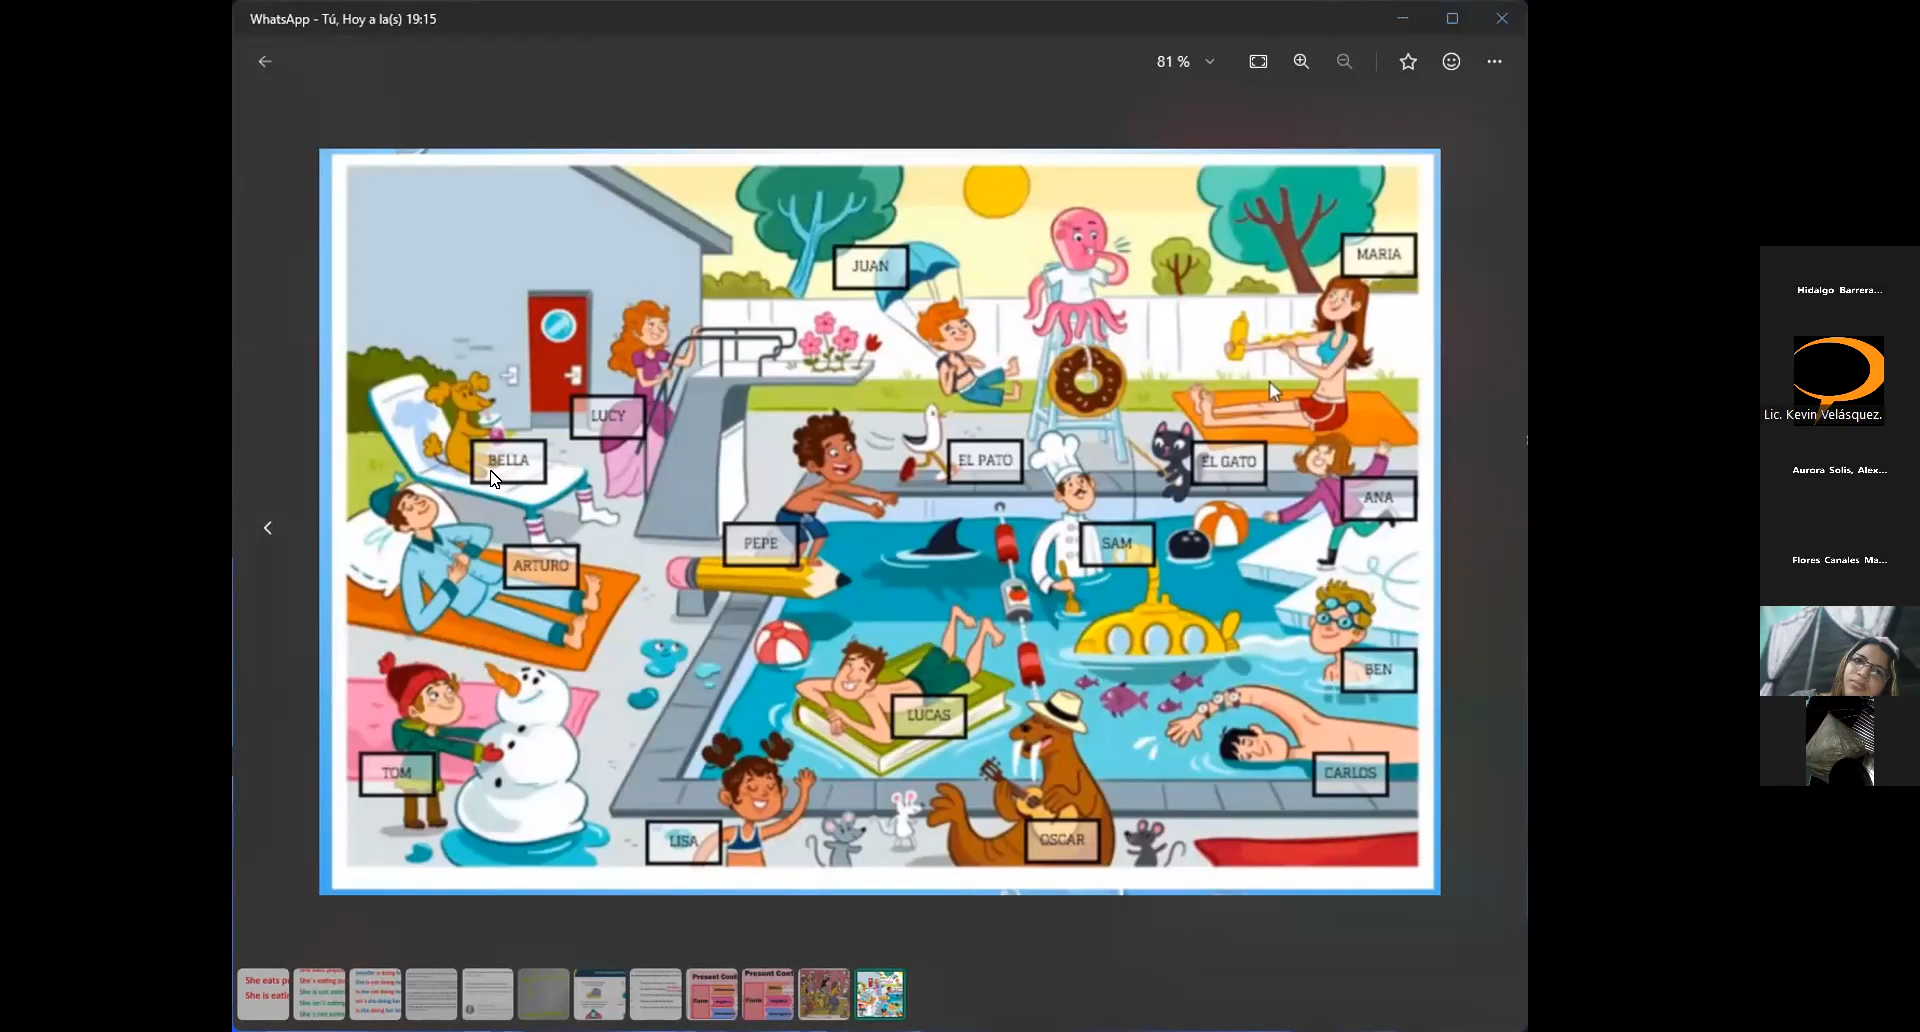 WhatsApp - Tú, Hoy a la(s) 19:15
81 %
JUAN
MARIA
LUCY
BELLA
EL PATO
EL GATO
ANA
PEPE
SAM
ARTURO
BEN
LUCAS
TOM
CARLOS
LISA
OSCAR
Hidalgo Barrera...
Lic. Kevin Velásquez.
Aurora Solis, Alex...
Flores Canales Ma...
She eats
She is
Present Cont
Form
Present Cont
Form